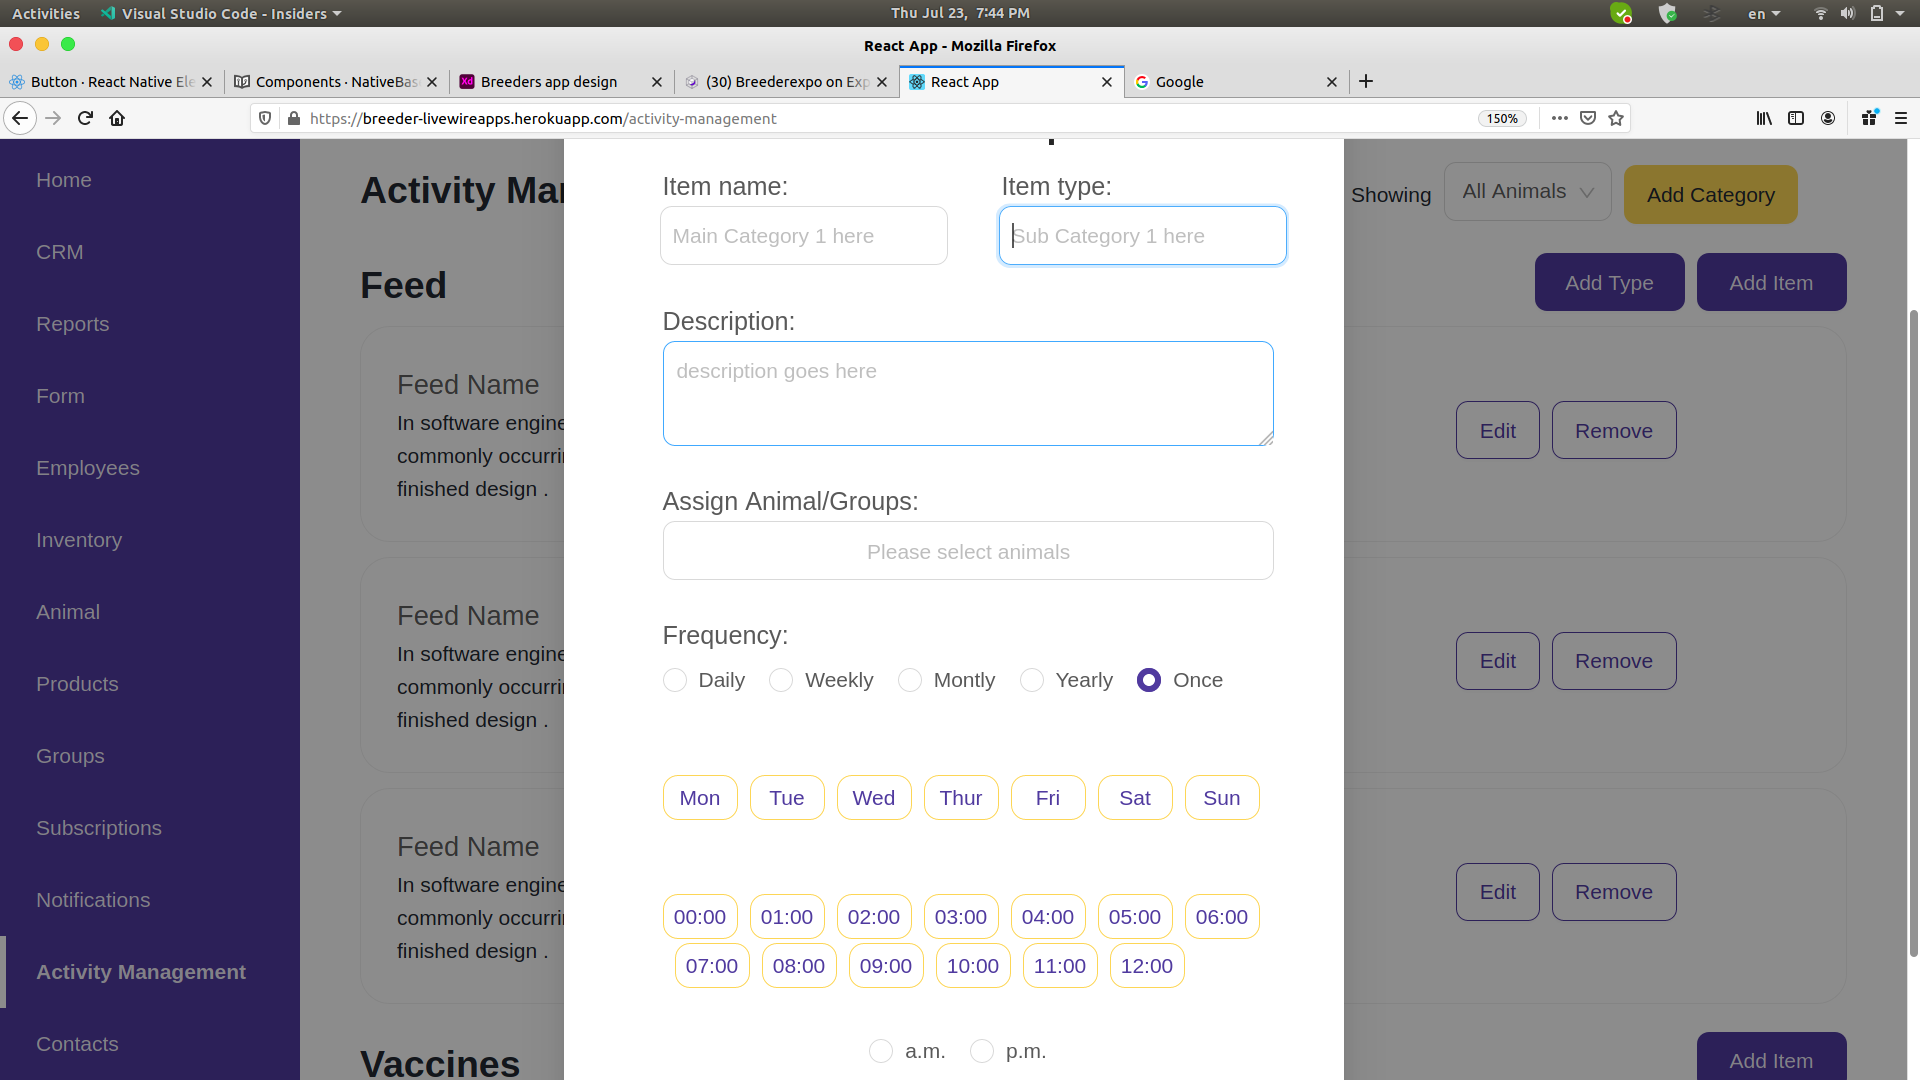 Activities Visual Studio Code - Insiders Thu Jul 23, 7:44 PM en
React App - Mozilla Firefox
Button · React Native Ele Components · NativeBas Breeders app design (30) Breederexpo on Exp React App Google
https://breeder-livewireapps.herokuapp.com/activity-management 150%
Home
CRM
Reports
Form
Employees
Inventory
Animal
Products
Groups
Subscriptions
Notifications
Activity Management
Contacts
Activity Ma
Showing All Animals Add Category
Feed
Add Type Add Item
Feed Name
In software engine
commonly occurri
finished design .
Edit Remove
Feed Name
In software engine
commonly occurri
finished design .
Edit Remove
Feed Name
In software engine
commonly occurri
finished design .
Edit Remove
Vaccines
Add Item
Item name: Item type:
Main Category 1 here Sub Category 1 here
Description:
description goes here
Assign Animal/Groups:
Please select animals
Frequency:
Daily Weekly Montly Yearly Once
Mon Tue Wed Thur Fri Sat Sun
00:00 01:00 02:00 03:00 04:00 05:00 06:00
07:00 08:00 09:00 10:00 11:00 12:00
a.m. p.m.